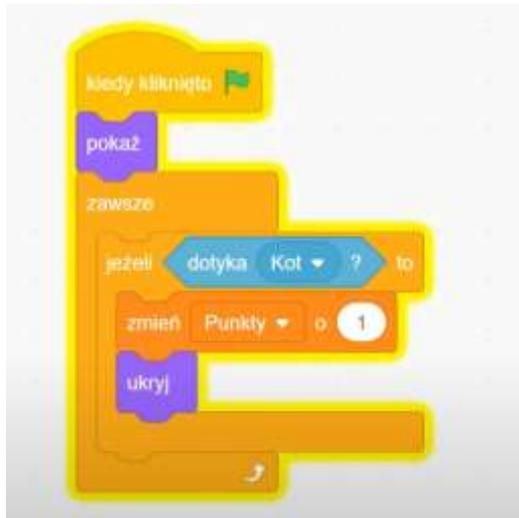 kiedy kliknięto
pokaż
zawsze
jeżeli dotyka Kot ? to
zmień Punkty o 1
ukryj